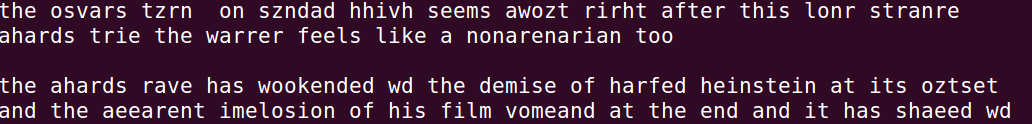 the osvars tzrn  on szndad hhivh seems awozt rirht after this lonr stranre
ahards trie the warrer feels like a nonarenarian too

the ahards rave has wookended wd the demise of harfed heinstein at its oztset
and the aeearent imelosion of his film vomeand at the end and it has shaeed wd